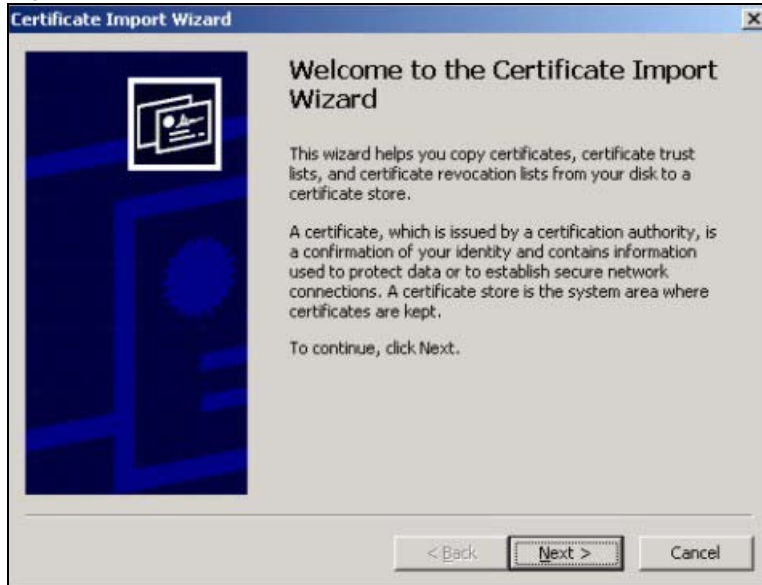 Certificate Import Wizard
Welcome to the Certificate Import
Wizard
This wizard helps you copy certificates, certificate trust
lists, and certificate revocation lists from your disk to a
certificate store.
A certificate, which is issued by a certification authority, is
a confirmation of your identity and contains information
used to protect data or to establish secure network
connections. A certificate store is the system area where
certificates are kept.
To continue, click Next.
< Back Next > Cancel